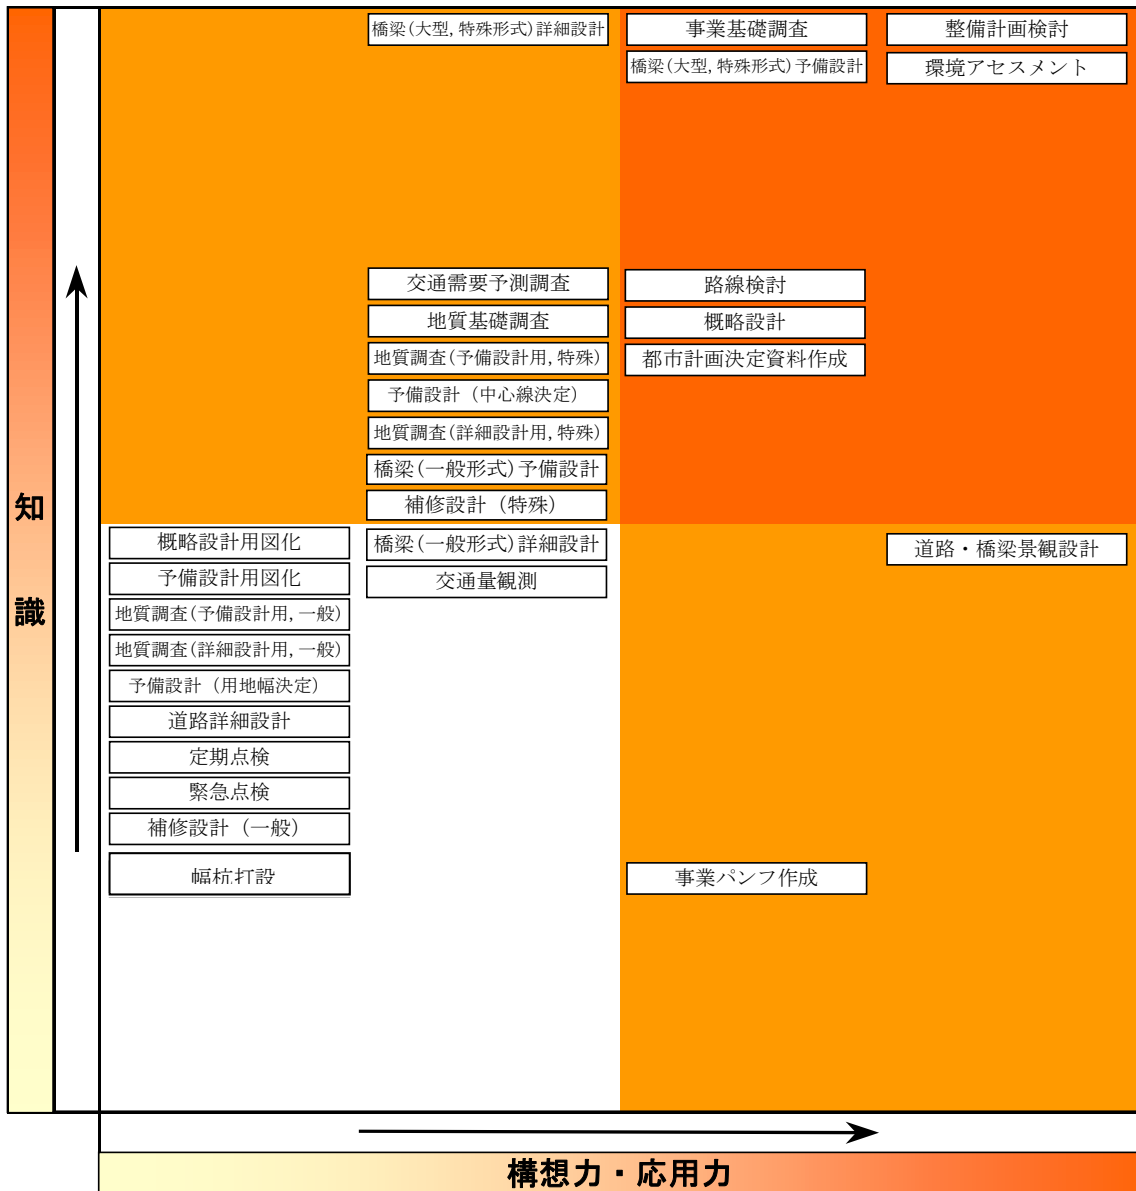 橋梁(大型,特殊形式)詳細設計
事業基礎調査
整備計画検討
橋梁(大型,特殊形式)予備設計
環境アセスメント
交通需要予測調査
路線検討
地質基礎調査
概略設計
地質調査(予備設計用,特殊)
都市計画決定資料作成
予備設計（中心線決定）
地質調査(詳細設計用,特殊)
橋梁(一般形式)予備設計
補修設計（特殊）
概略設計用図化
橋梁(一般形式)詳細設計
道路・橋梁景観設計
予備設計用図化
交通量観測
地質調査(予備設計用,一般)
地質調査(詳細設計用,一般)
予備設計（用地幅決定）
道路詳細設計
定期点検
緊急点検
補修設計（一般）
幅杭打設
事業パンフ作成
知識
構想力・応用力